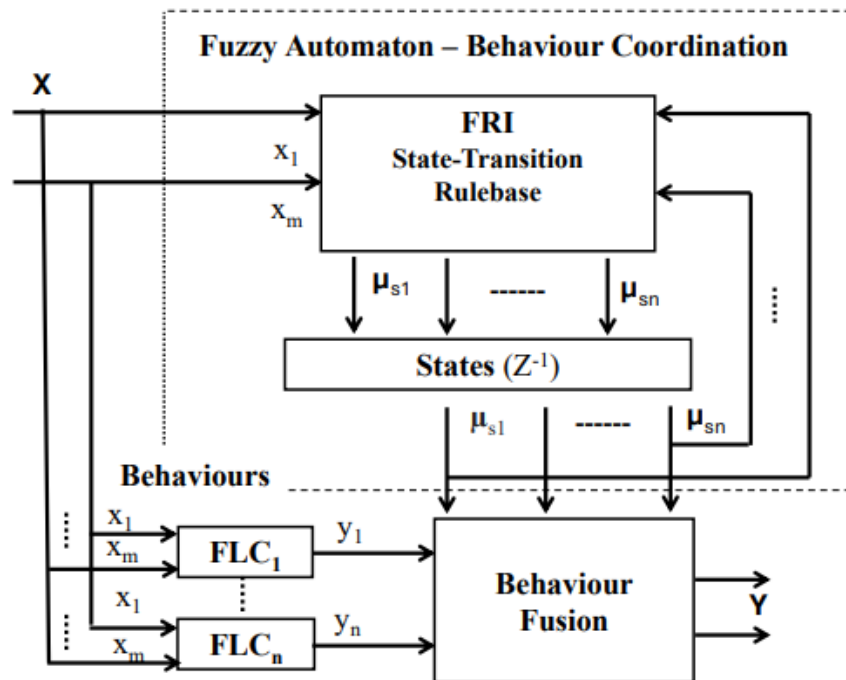 Fuzzy Automaton – Behaviour Coordination
X
FRI
State-Transition
Rulebase
x₁
xₘ
μₛ₁ ------ μₛₙ
States (Z⁻¹)
μₛ₁ ------ μₛₙ
Behaviours
x₁
xₘ
FLC₁
y₁
x₁
xₘ
FLCₙ
yₙ
Behaviour
Fusion
Y